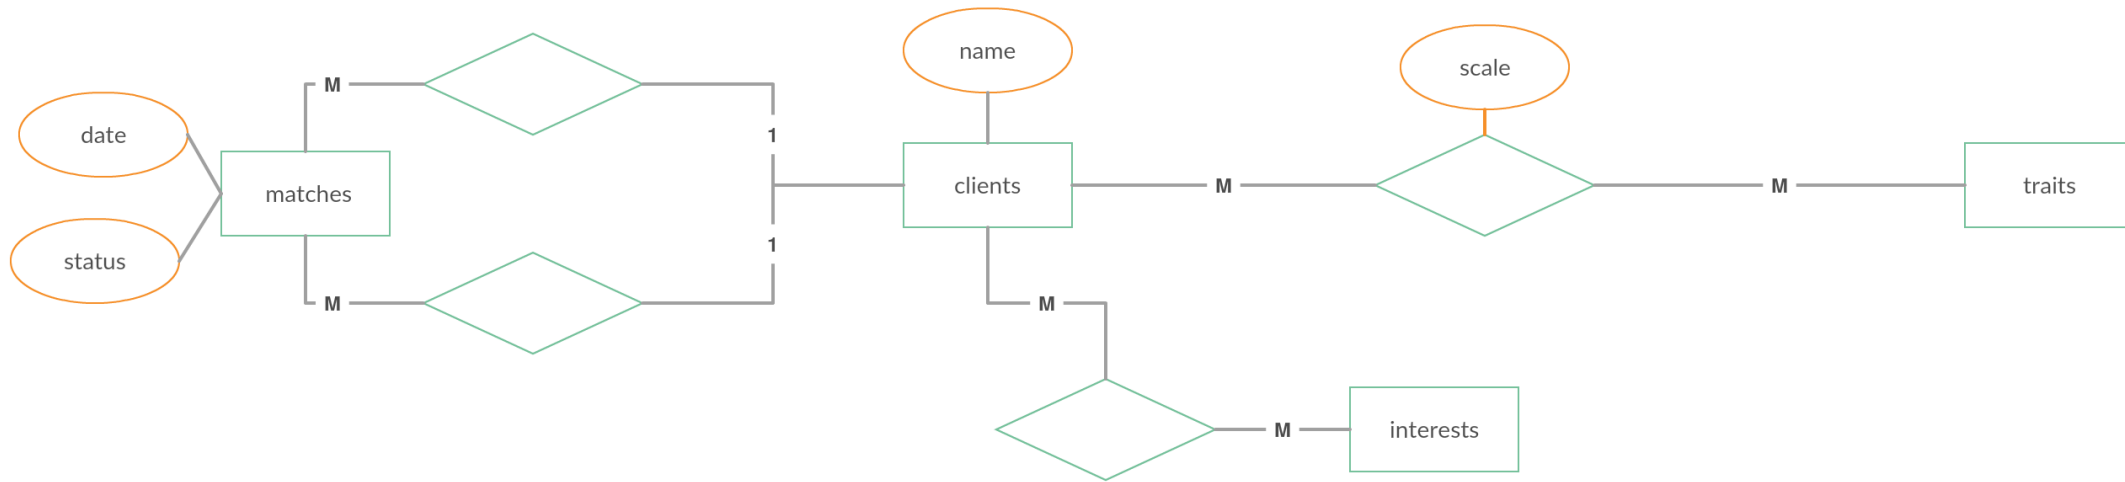 name
scale
M
date
1
matches
clients
M
M
traits
1
status
M
M
M
interests